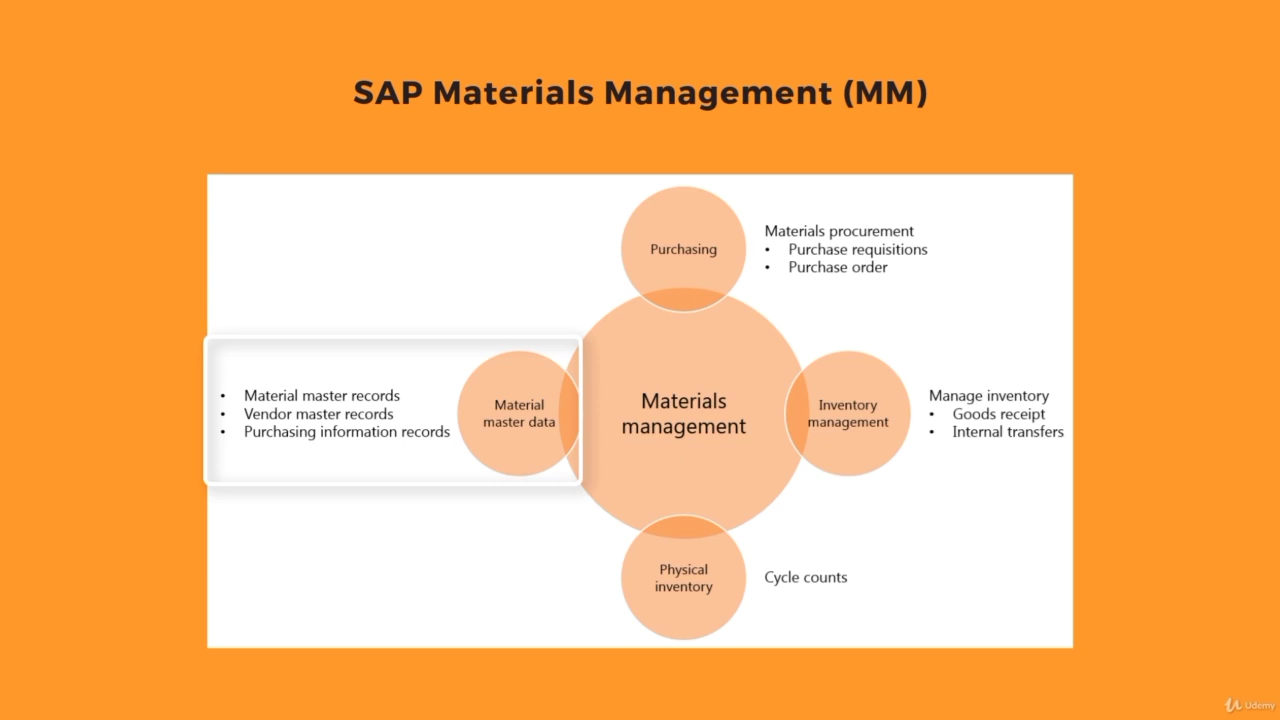 SAP Materials Management (MM)
Purchasing
Materials procurement
• Purchase requisitions
• Purchase order
• Material master records
• Vendor master records
• Purchasing information records
Material
master data
Materials
management
Inventory
management
Manage inventory
• Goods receipt
• Internal transfers
Physical
inventory
Cycle counts
Udemy